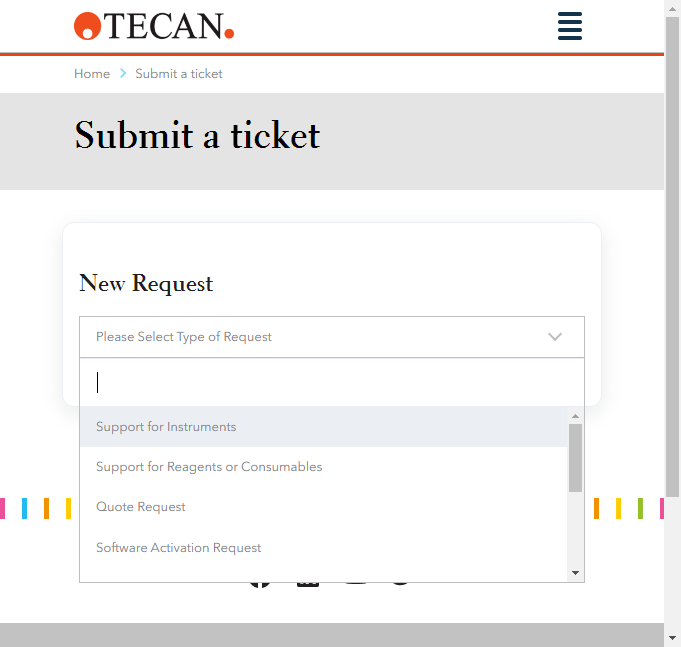 TECAN.
Home > Submit a ticket
Submit a ticket
New Request
Please Select Type of Request
Support for Instruments
Support for Reagents or Consumables
Quote Request
Software Activation Request